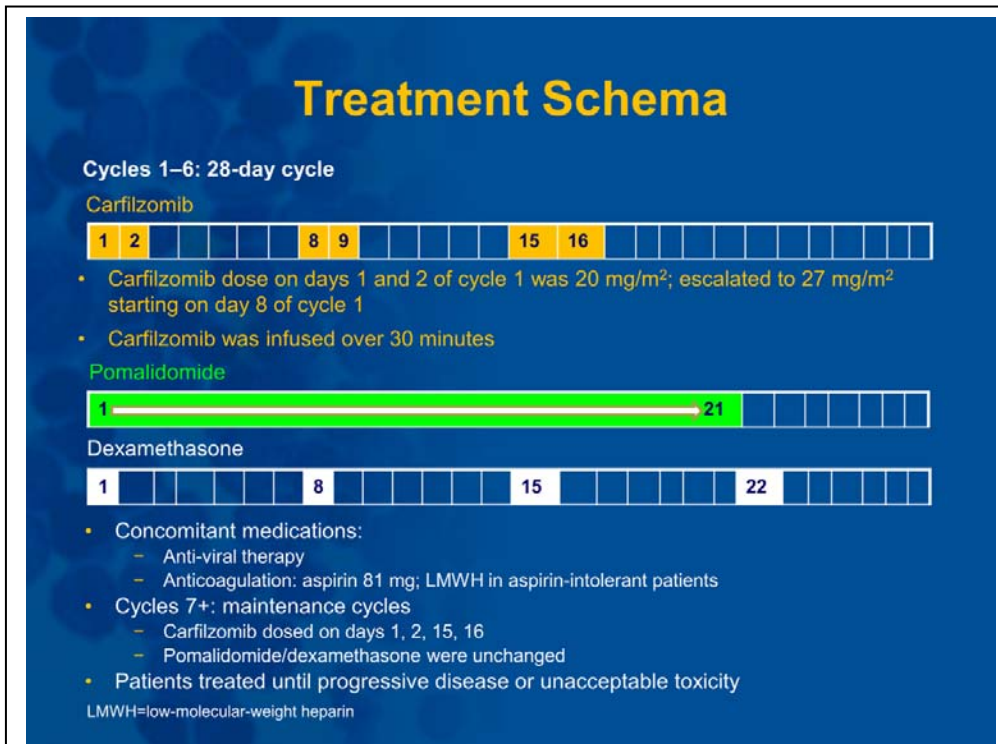 Treatment Schema
Cycles 1–6: 28-day cycle
Carfilzomib
1 2 8 9 15 16
• Carfilzomib dose on days 1 and 2 of cycle 1 was 20 mg/m²; escalated to 27 mg/m²
starting on day 8 of cycle 1
• Carfilzomib was infused over 30 minutes
Pomalidomide
1 21
Dexamethasone
1 8 15 22
• Concomitant medications:
– Anti-viral therapy
– Anticoagulation: aspirin 81 mg; LMWH in aspirin-intolerant patients
• Cycles 7+: maintenance cycles
– Carfilzomib dosed on days 1, 2, 15, 16
– Pomalidomide/dexamethasone were unchanged
• Patients treated until progressive disease or unacceptable toxicity
LMWH=low-molecular-weight heparin